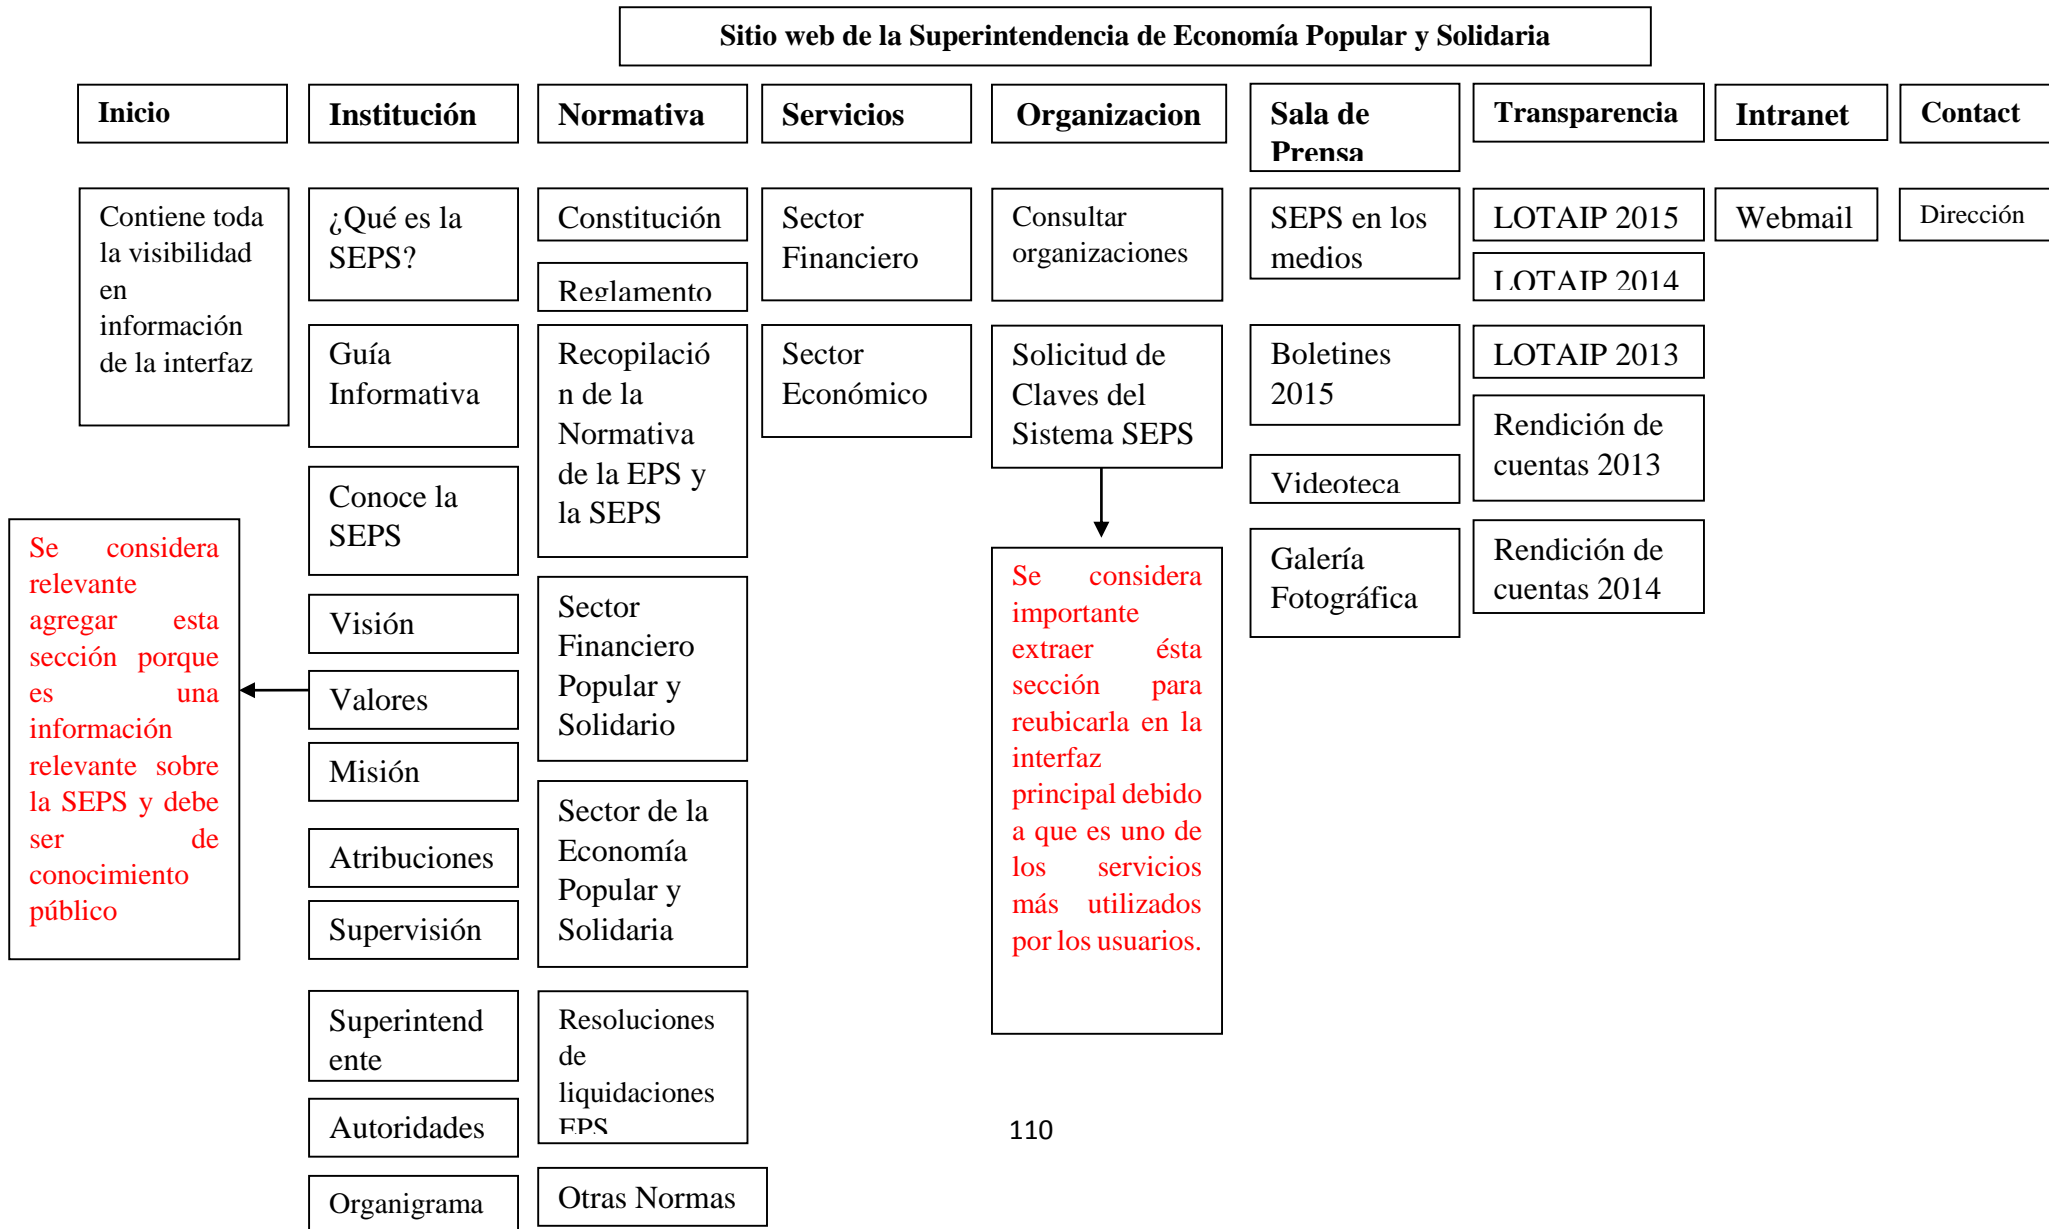 Sitio web de la Superintendencia de Economía Popular y Solidaria
Inicio
Institución
Normativa
Servicios
Organizacion
Sala de
Prensa
Transparencia
Intranet
Contact
Contiene toda
la visibilidad
en
información
de la interfaz
¿Qué es la
SEPS?
Guía
Informativa
Conoce la
SEPS
Visión
Valores
Misión
Atribuciones
Supervisión
Superintend
ente
Autoridades
Organigrama
Se considera
relevante
agregar esta
sección porque
es una
información
relevante sobre
la SEPS y debe
ser de
conocimiento
público
Constitución
Reglamento
Recopilació
n de la
Normativa
de la EPS y
la SEPS
Sector
Financiero
Popular y
Solidario
Sector de la
Economía
Popular y
Solidaria
Resoluciones
de
liquidaciones
EPS
Otras Normas
Sector
Financiero
Sector
Económico
Consultar
organizaciones
Solicitud de
Claves del
Sistema SEPS
Se considera
importante
extraer ésta
sección para
reubicarla en la
interfaz
principal debido
a que es uno de
los servicios
más utilizados
por los usuarios.
SEPS en los
medios
Boletines
2015
Videoteca
Galería
Fotográfica
LOTAIP 2015
LOTAIP 2014
LOTAIP 2013
Rendición de
cuentas 2013
Rendición de
cuentas 2014
Webmail
Dirección
110